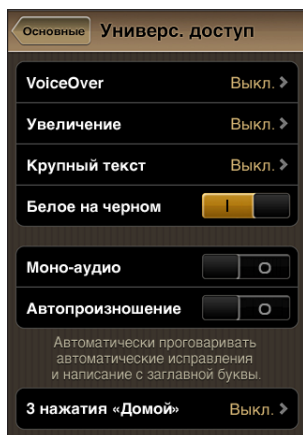 Основные Универс. доступ
VoiceOver Выкл.
Увеличение Выкл.
Крупный текст Выкл.
Белое на черном
Моно-аудио
Автопроизношение
Автоматически проговаривать
автоматические исправления
и написание с заглавной буквы.
3 нажатия «Домой» Выкл.